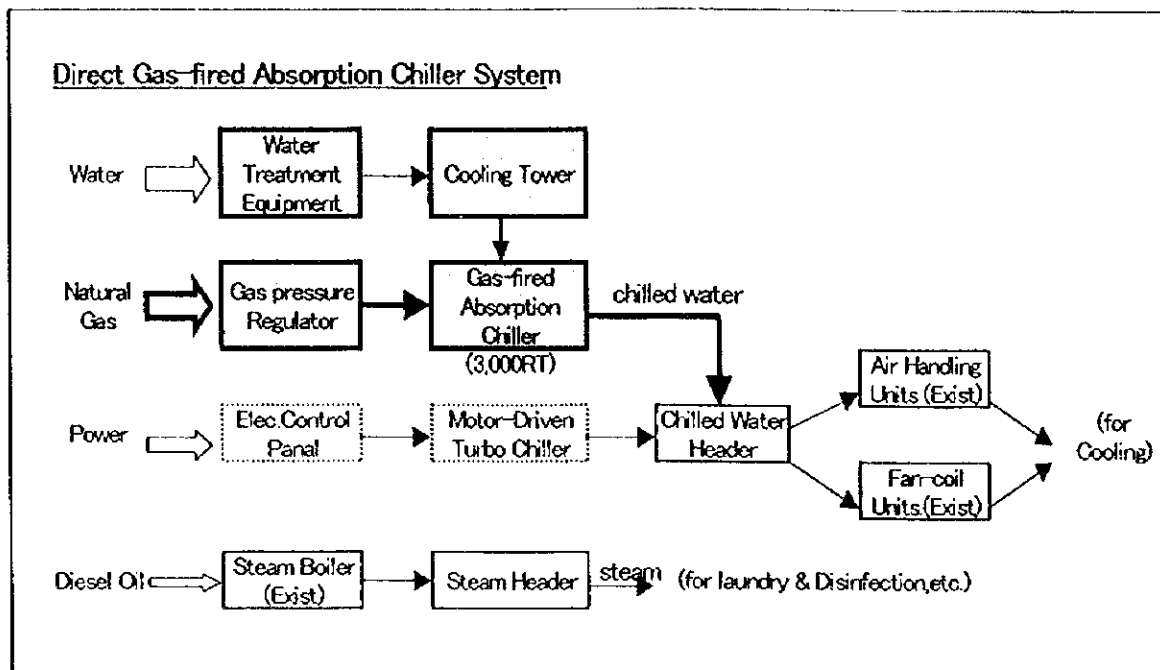 Direct Gas-fired Absorption Chiller System
Water
Water
Treatment
Equipment
Cooling Tower
Natural
Gas
Gas pressure
Regulator
Gas-fired
Absorption
Chiller
(3,000RT)
chilled water
Power
Elec.Control
Panal
Motor-Driven
Turbo Chiller
Chilled Water
Header
Air Handling
Units (Exist)
Fan-coil
Units.(Exist)
(for
Cooling)
Diesel Oil
Steam Boiler
(Exist)
Steam Header
steam
(for laundry & Disinfection,etc.)